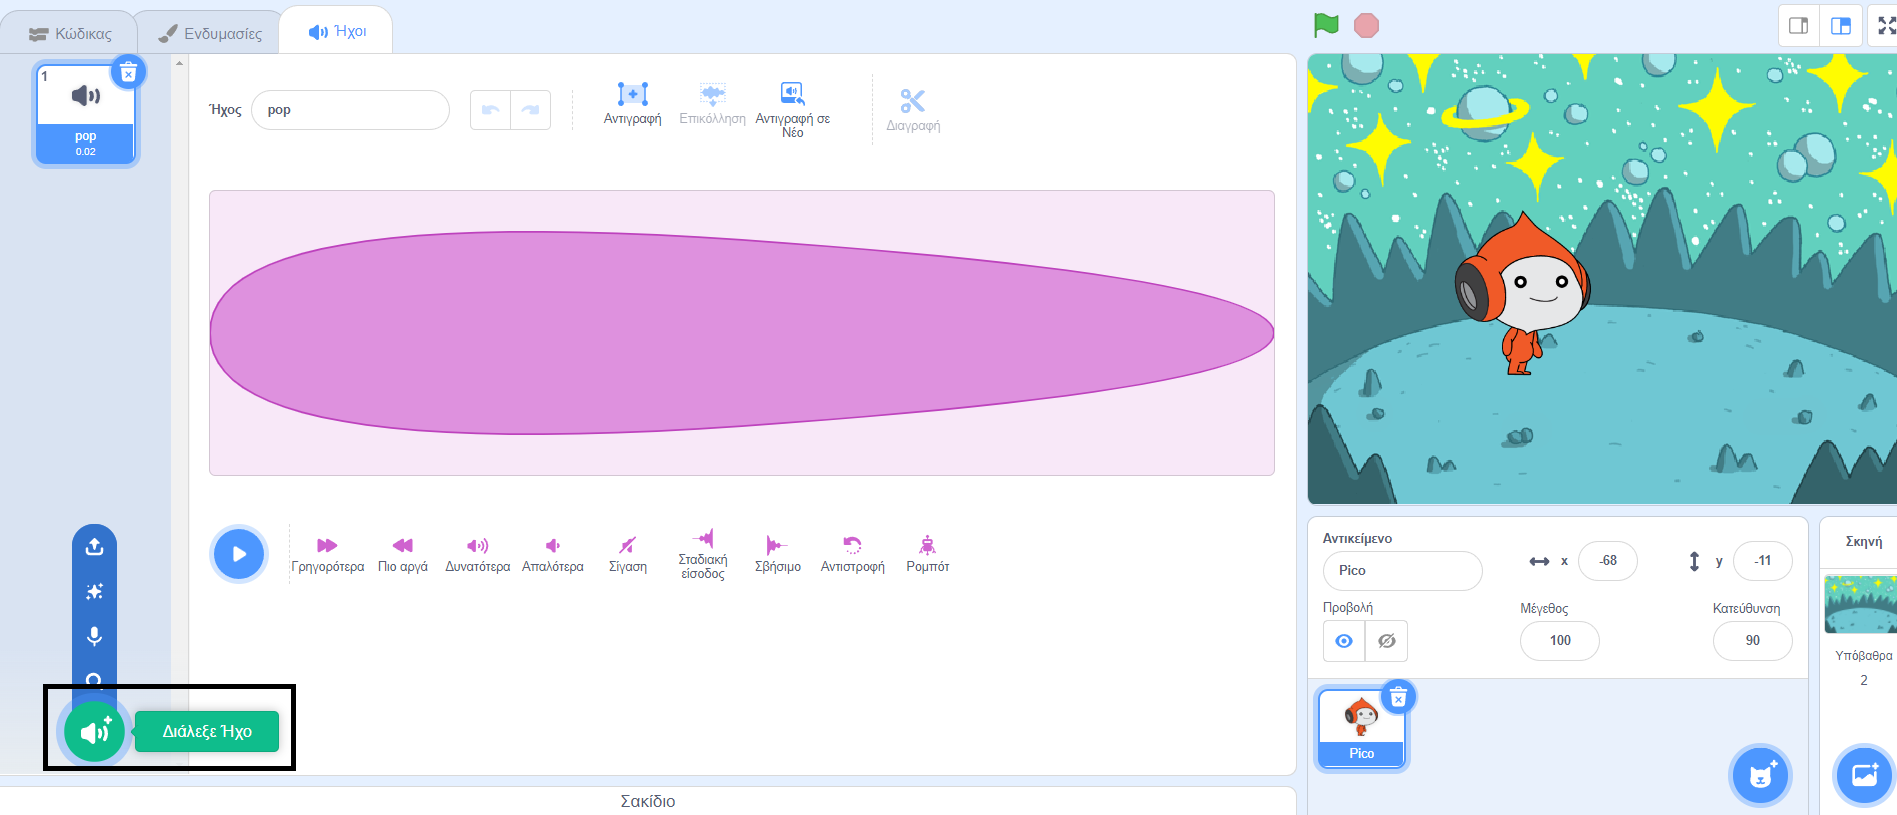 Κώδικας
Ενδυμασίες
Ήχοι
1
pop
0.02
Ήχος
pop
Αντιγραφή
Επικόλληση
Αντιγραφή σε
Νέο
Διαγραφή
Γρηγορότερα
Πιο αργά
Δυνατότερα
Απαλότερα
Σίγαση
Σταδιακή
είσοδος
Σβήσιμο
Αντιστροφή
Ρομπότ
Διάλεξε Ήχο
Σακίδιο
Αντικείμενο
Pico
x
-68
y
-11
Προβολή
Μέγεθος
100
Κατεύθυνση
90
Pico
Σκηνή
Υπόβαθρα
2